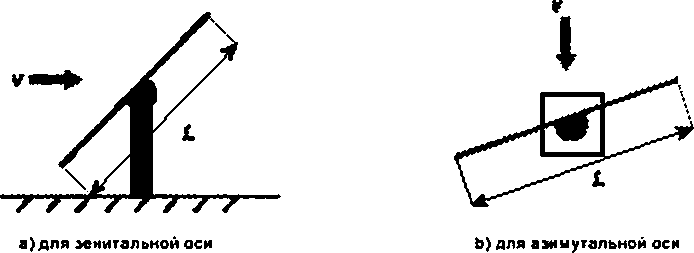 v
v
L
L
а) для зенитальной оси
b) для азимутальной оси